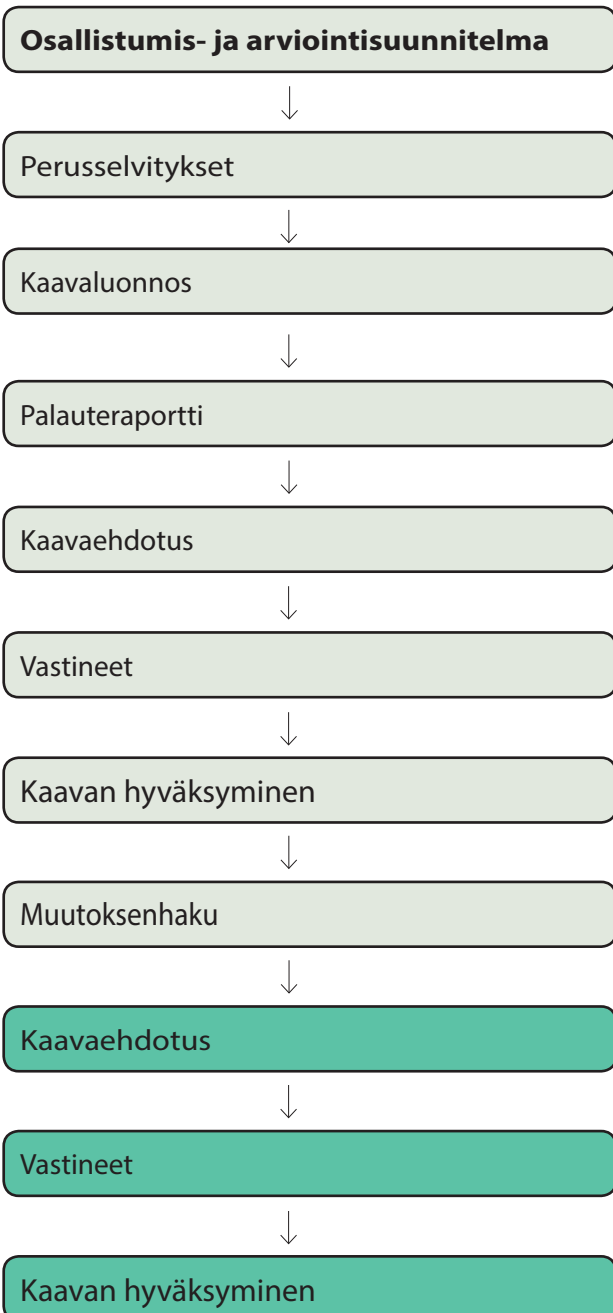 Osallistumis- ja arviointisuunnitelma
Perusselvitykset
Kaavaluonnos
Palauteraportti
Kaavaehdotus
Vastineet
Kaavan hyväksyminen
Muutoksenhaku
Kaavaehdotus
Vastineet
Kaavan hyväksyminen